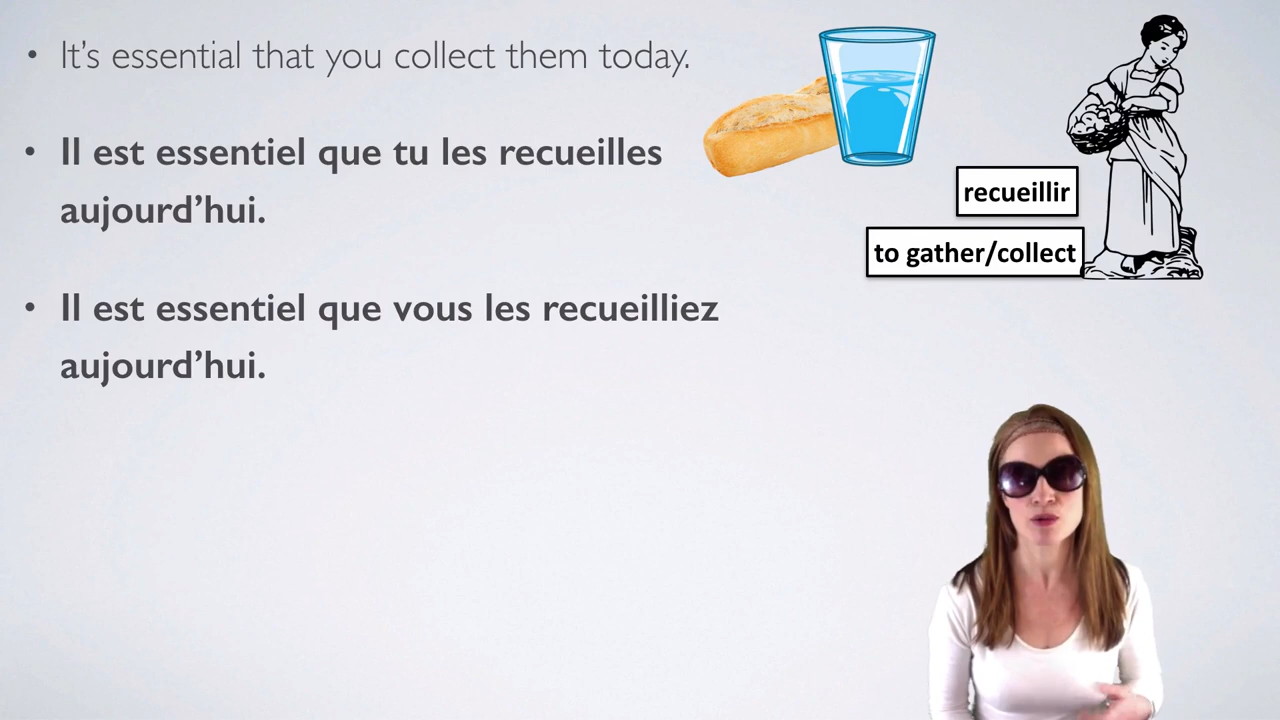 It’s essential that you collect them today.
Il est essentiel que tu les recueilles
aujourd’hui.
Il est essentiel que vous les recueilliez
aujourd’hui.
recueillir
to gather/collect